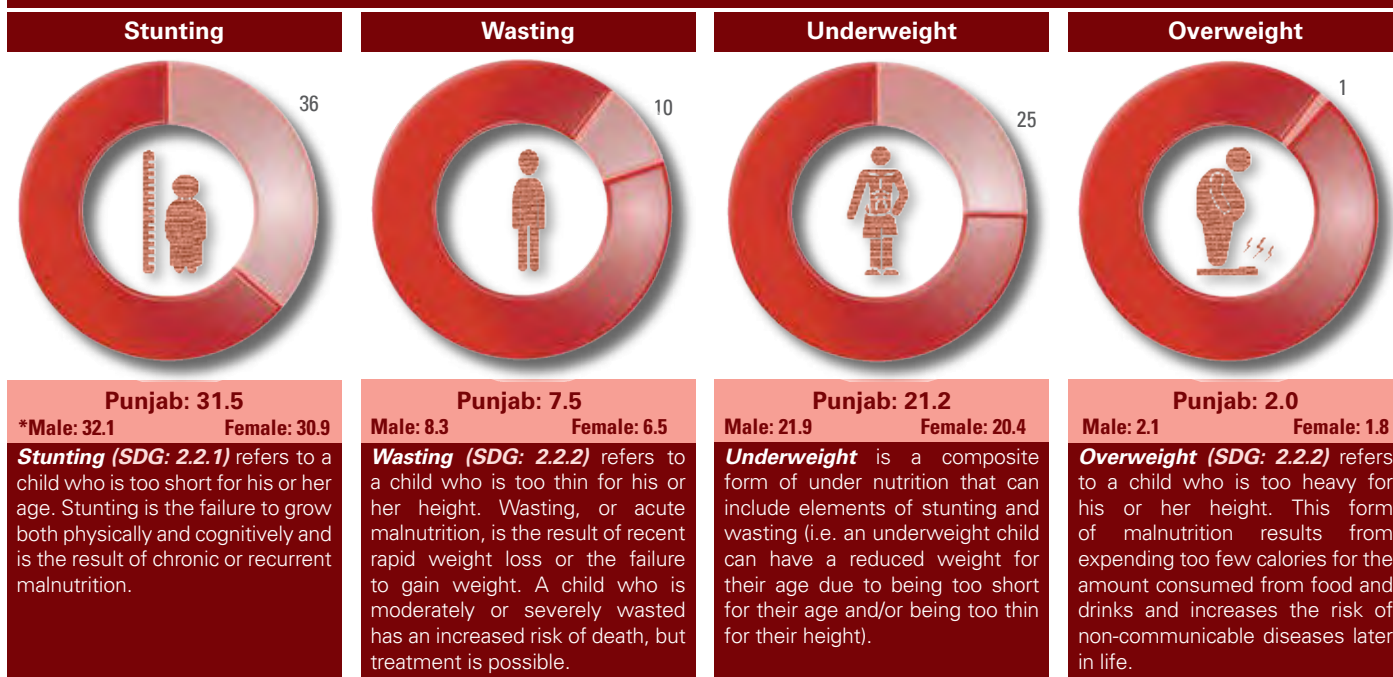 Stunting
36
Punjab: 31.5
*Male: 32.1 Female: 30.9
Stunting (SDG: 2.2.1) refers to a
child who is too short for his or her
age. Stunting is the failure to grow
both physically and cognitively and
is the result of chronic or recurrent
malnutrition.
Wasting
10
Punjab: 7.5
Male: 8.3 Female: 6.5
Wasting (SDG: 2.2.2) refers to
a child who is too thin for his or
her height. Wasting, or acute
malnutrition, is the result of recent
rapid weight loss or the failure
to gain weight. A child who is
moderately or severely wasted
has an increased risk of death, but
treatment is possible.
Underweight
25
Punjab: 21.2
Male: 21.9 Female: 20.4
Underweight is a composite
form of under nutrition that can
include elements of stunting and
wasting (i.e. an underweight child
can have a reduced weight for
their age due to being too short
for their age and/or being too thin
for their height).
Overweight
1
Punjab: 2.0
Male: 2.1 Female: 1.8
Overweight (SDG: 2.2.2) refers
to a child who is too heavy for
his or her height. This form
of malnutrition results from
expending too few calories for the
amount consumed from food and
drinks and increases the risk of
non-communicable diseases later
in life.